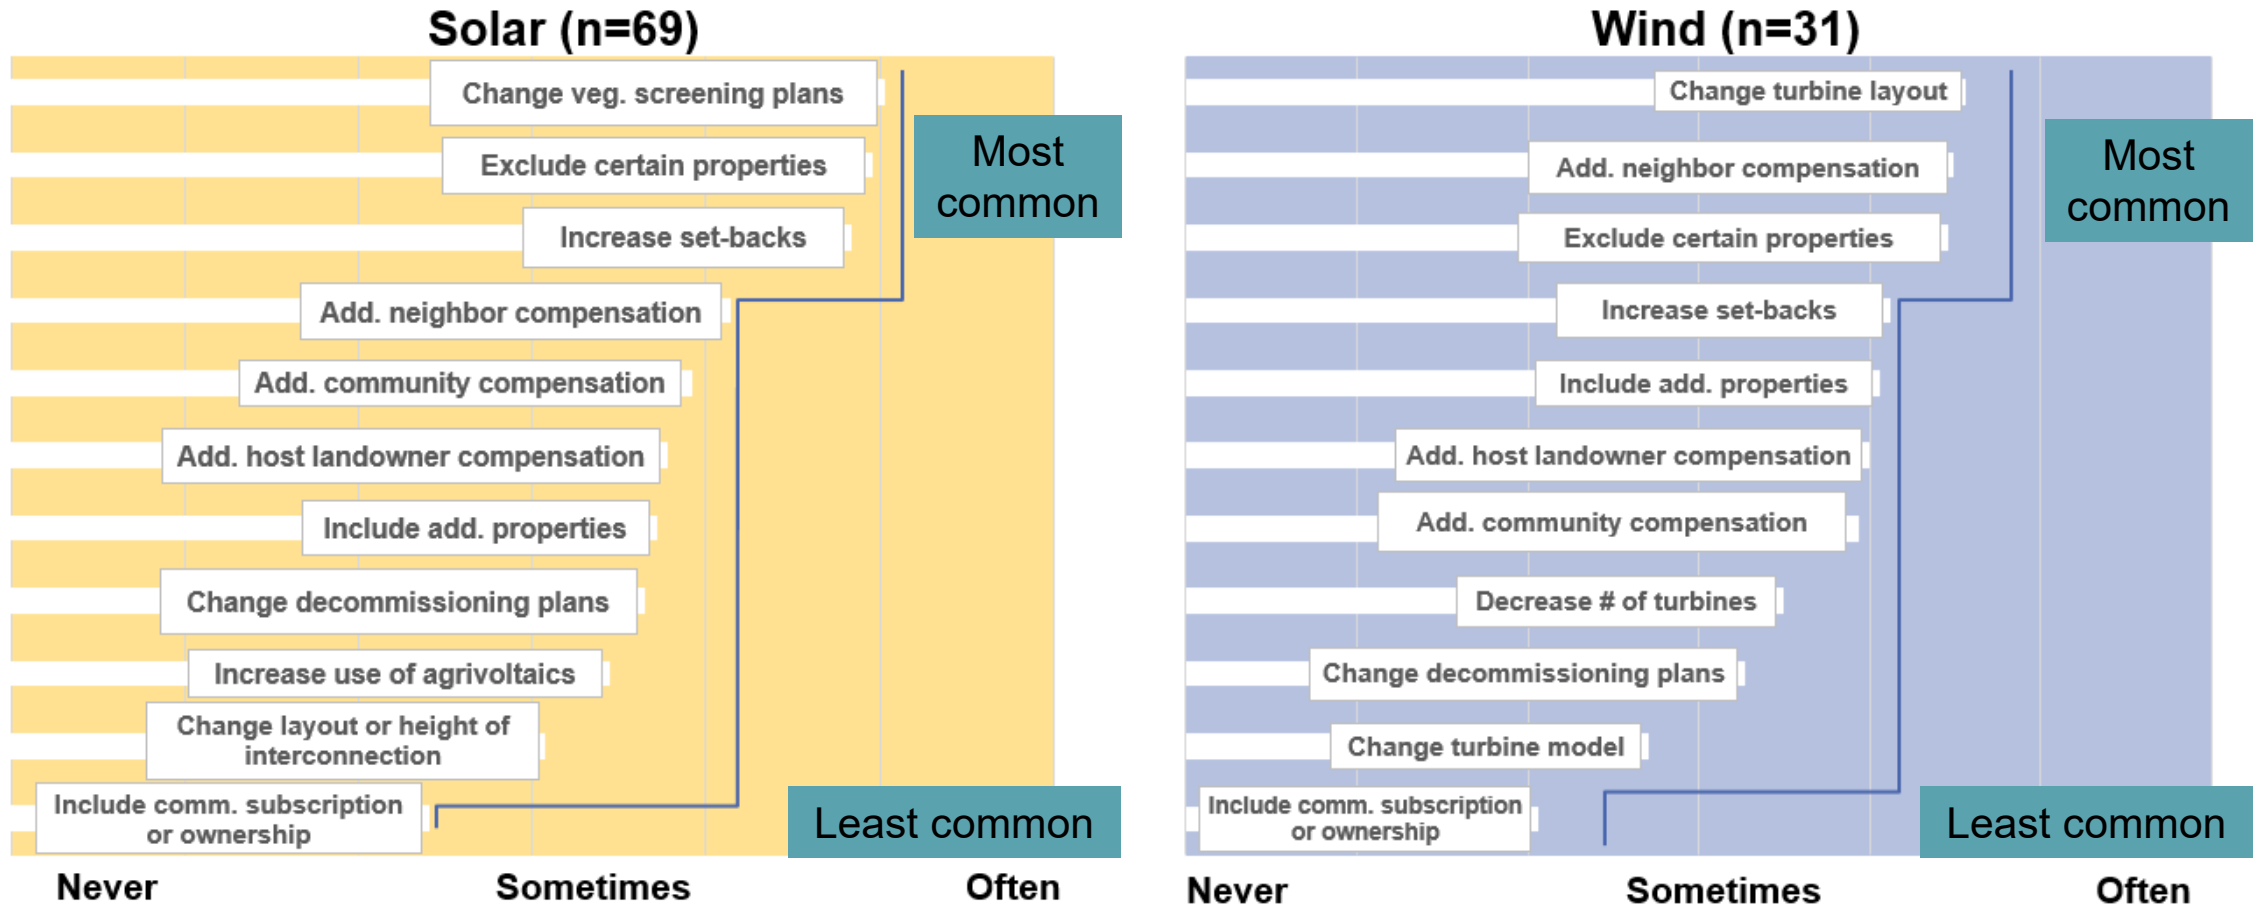 Solar (n=69)
Change veg. screening plans
Exclude certain properties
Increase set-backs
Add. neighbor compensation
Add. community compensation
Add. host landowner compensation
Include add. properties
Change decommissioning plans
Increase use of agrivoltaics
Change layout or height of
interconnection
Include comm. subscription
or ownership
Most
common
Least common
Never
Sometimes
Often
Wind (n=31)
Change turbine layout
Add. neighbor compensation
Exclude certain properties
Increase set-backs
Include add. properties
Add. host landowner compensation
Add. community compensation
Decrease # of turbines
Change decommissioning plans
Change turbine model
Include comm. subscription
or ownership
Most
common
Least common
Never
Sometimes
Often